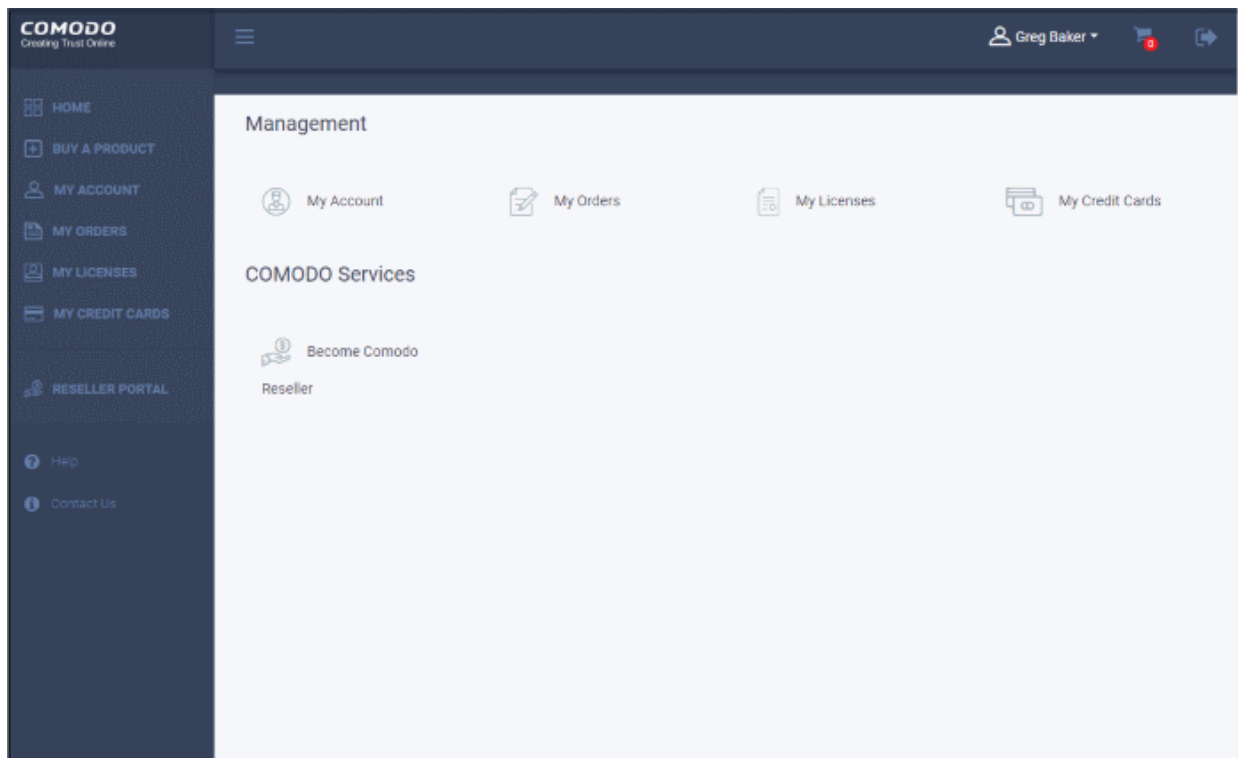 COMODO
Creating Trust Online
Greg Baker
0
HOME
BUY A PRODUCT
MY ACCOUNT
MY ORDERS
MY LICENSES
MY CREDIT CARDS
RESELLER PORTAL
Help
Contact Us
Management
My Account
My Orders
My Licenses
My Credit Cards
COMODO Services
Become Comodo
Reseller